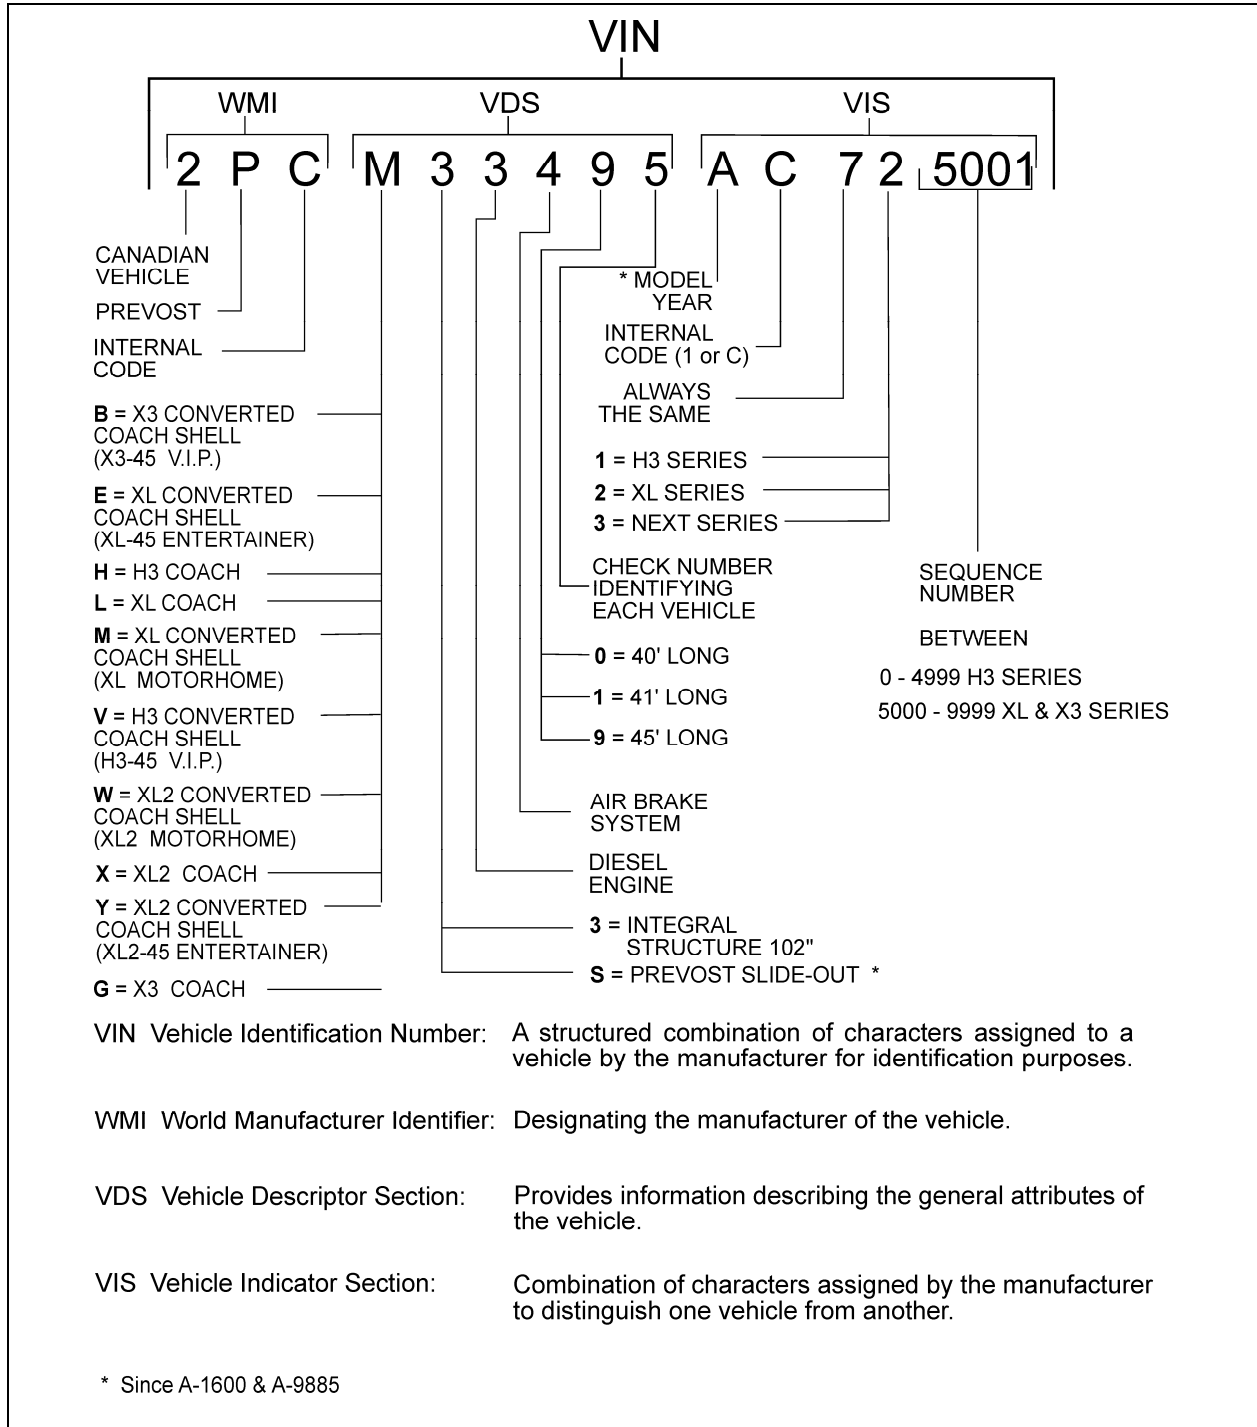 VIN
WMI
VDS
VIS
2 P C M 3 3 4 9 5 A C 7 2 5001
CANADIAN
VEHICLE
PREVOST
INTERNAL
CODE
B = X3 CONVERTED
COACH SHELL
(X3-45 V.I.P.)
E = XL CONVERTED
COACH SHELL
(XL-45 ENTERTAINER)
H = H3 COACH
L = XL COACH
M = XL CONVERTED
COACH SHELL
(XL MOTORHOME)
V = H3 CONVERTED
COACH SHELL
(H3-45 V.I.P.)
W = XL2 CONVERTED
COACH SHELL
(XL2 MOTORHOME)
X = XL2 COACH
Y = XL2 CONVERTED
COACH SHELL
(XL2-45 ENTERTAINER)
G = X3 COACH
* MODEL
YEAR
INTERNAL
CODE (1 or C)
ALWAYS
THE SAME
1 = H3 SERIES
2 = XL SERIES
3 = NEXT SERIES
CHECK NUMBER
IDENTIFYING
EACH VEHICLE
0 = 40' LONG
1 = 41' LONG
9 = 45' LONG
AIR BRAKE
SYSTEM
DIESEL
ENGINE
3 = INTEGRAL
STRUCTURE 102"
S = PREVOST SLIDE-OUT *
SEQUENCE
NUMBER
BETWEEN
0 - 4999 H3 SERIES
5000 - 9999 XL & X3 SERIES
VIN Vehicle Identification Number: A structured combination of characters assigned to a
vehicle by the manufacturer for identification purposes.
WMI World Manufacturer Identifier: Designating the manufacturer of the vehicle.
VDS Vehicle Descriptor Section: Provides information describing the general attributes of
the vehicle.
VIS Vehicle Indicator Section: Combination of characters assigned by the manufacturer
to distinguish one vehicle from another.
* Since A-1600 & A-9885